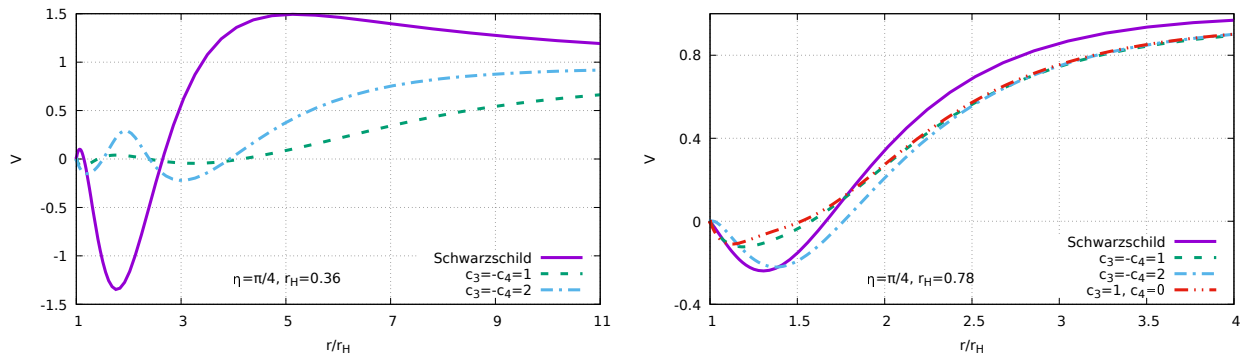 1.5
1
0.5
0
-0.5
-1
-1.5
V
1
3
5
7
9
11
r/r_H
η=π/4, r_H=0.36
Schwarzschild
c_3=-c_4=1
c_3=-c_4=2
0.8
0.4
0
-0.4
V
1
1.5
2
2.5
3
3.5
4
r/r_H
η=π/4, r_H=0.78
Schwarzschild
c_3=-c_4=1
c_3=-c_4=2
c_3=1, c_4=0